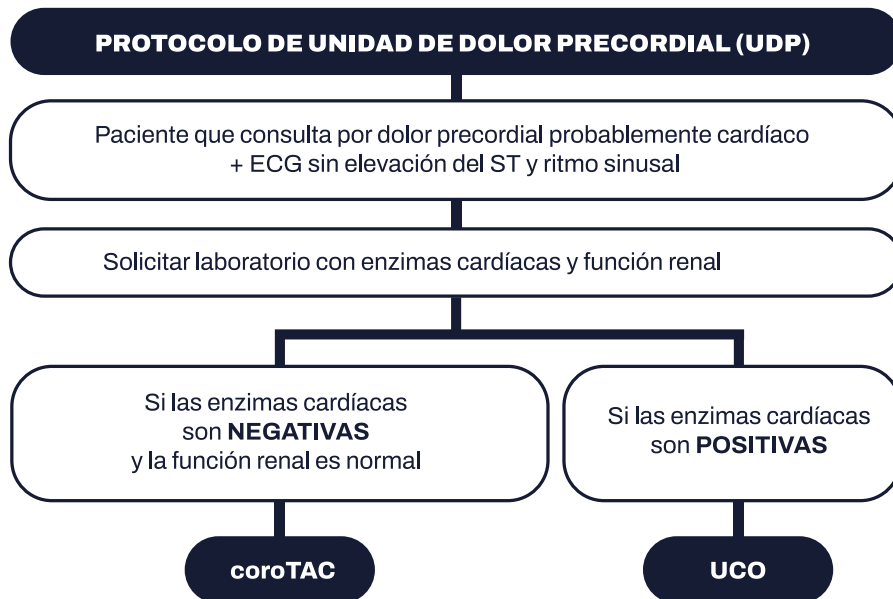 PROTOCOLO DE UNIDAD DE DOLOR PRECORDIAL (UDP)
Paciente que consulta por dolor precordial probablemente cardíaco
+ ECG sin elevación del ST y ritmo sinusal
Solicitar laboratorio con enzimas cardíacas y función renal
Si las enzimas cardíacas
son NEGATIVAS
y la función renal es normal
Si las enzimas cardíacas
son POSITIVAS
coroTAC
UCO